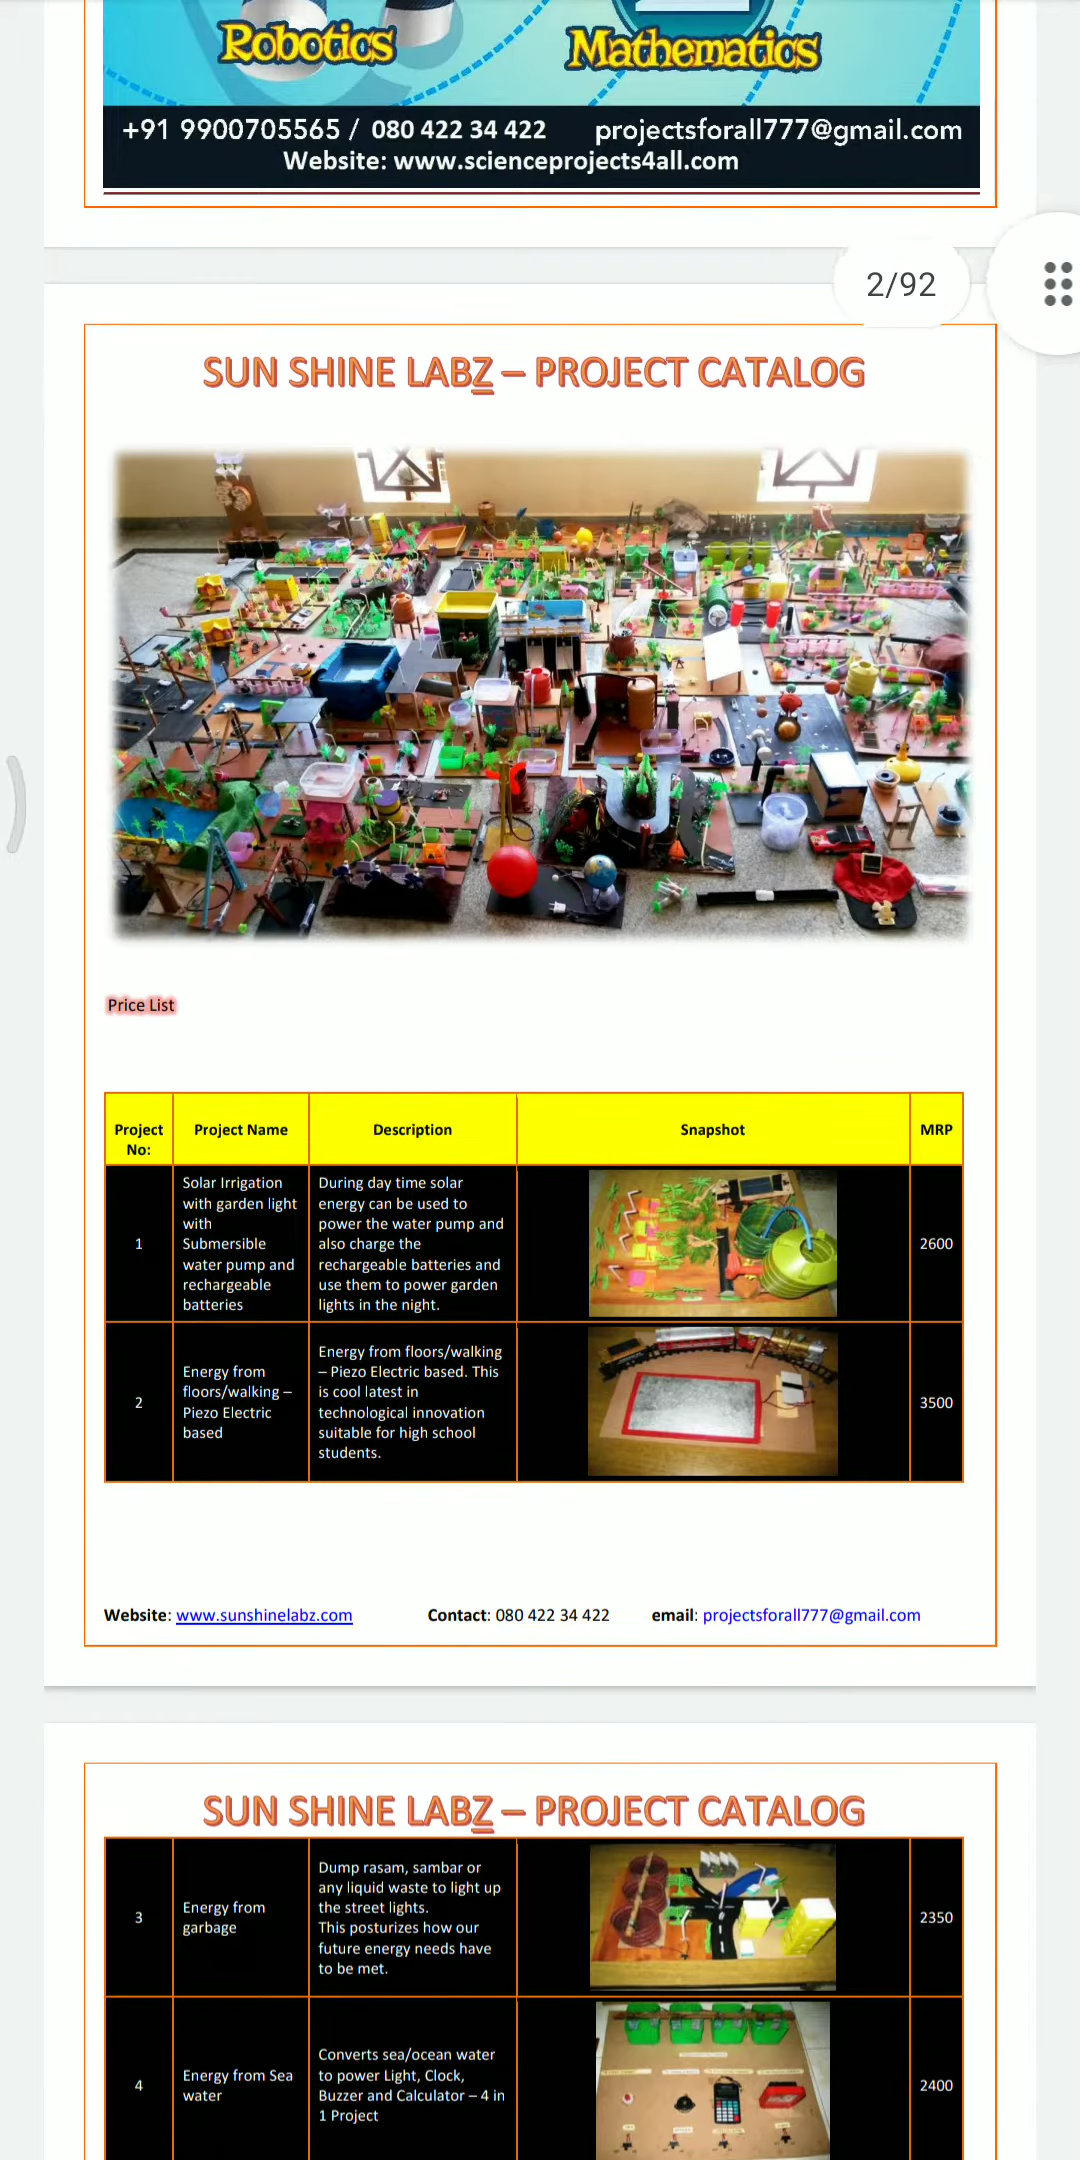 Robotics
Mathematics
+91 9900705565 / 080 422 34 422 projectsforall777@gmail.com
Website: www.scienceprojects4all.com
2/92
SUN SHINE LABZ – PROJECT CATALOG
Price List
Project No:
Project Name
Description
Snapshot
MRP
1
Solar Irrigation
with garden light
with
Submersible
water pump and
rechargeable
batteries
During day time solar
energy can be used to
power the water pump and
also charge the
rechargeable batteries and
use them to power garden
lights in the night.
2600
2
Energy from
floors/walking –
Piezo Electric
based
Energy from floors/walking
– Piezo Electric based. This
is cool latest in
technological innovation
suitable for high school
students.
3500
Website: www.sunshinelabz.com Contact: 080 422 34 422 email: projectsforall777@gmail.com
SUN SHINE LABZ – PROJECT CATALOG
3
Energy from
garbage
Dump rasam, sambar or
any liquid waste to light up
the street lights.
This posturizes how our
future energy needs have
to be met.
2350
4
Energy from Sea
water
Converts sea/ocean water
to power Light, Clock,
Buzzer and Calculator – 4 in
1 Project
2400